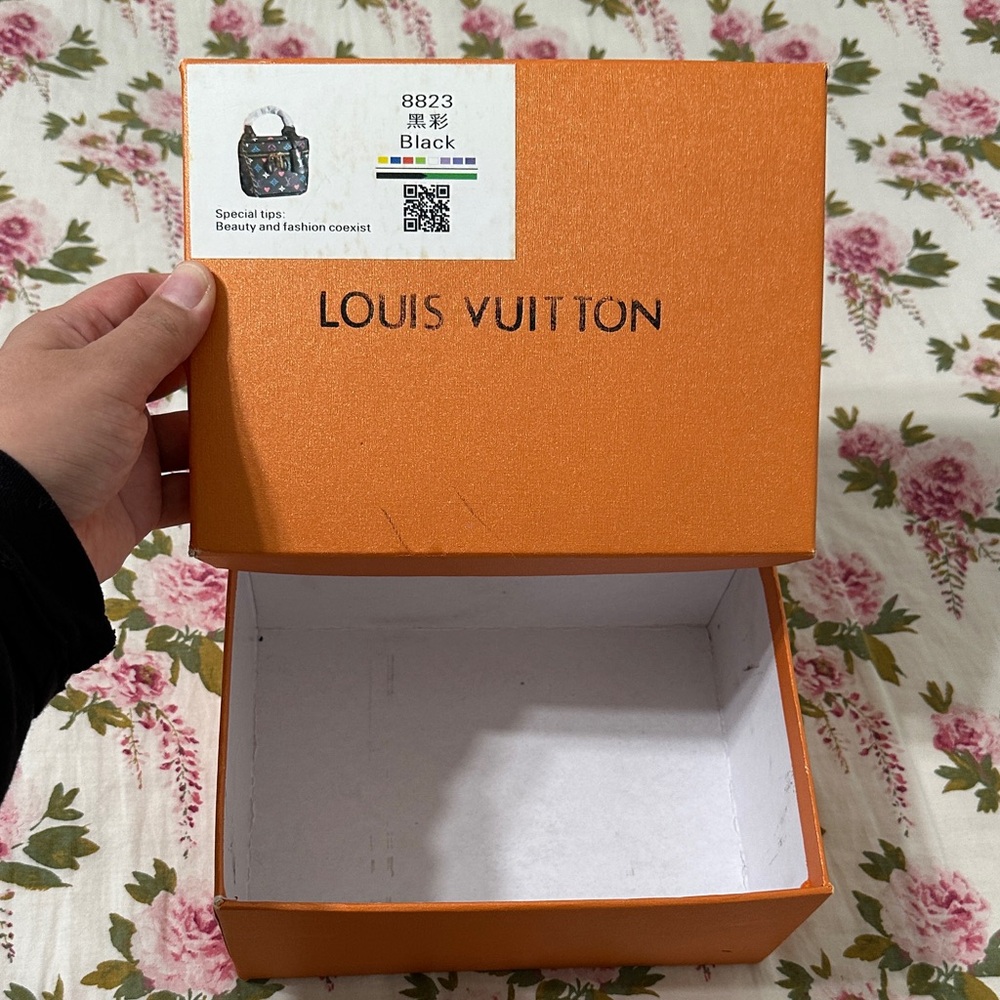 8823
黑彩
Black
Special tips:
Beauty and fashion coexist
LOUIS VUITTON